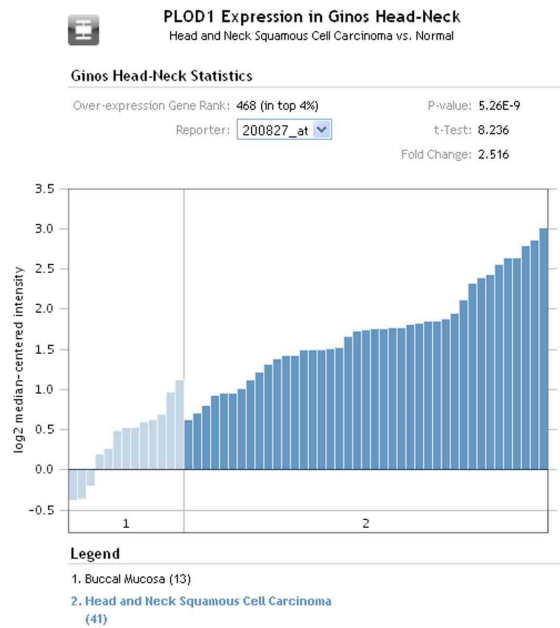 PLOD1 Expression in Ginos Head-Neck
Head and Neck Squamous Cell Carcinoma vs. Normal
Ginos Head-Neck Statistics
Over-expression Gene Rank: 468 (in top 4%)
P-value: 5.26E-9
Reporter: 200827_at
t-Test: 8.236
Fold Change: 2.516
log2 median-centered intensity
3.5
3.0
2.5
2.0
1.5
1.0
0.5
0.0
-0.5
1 2
Legend
1. Buccal Mucosa (13)
2. Head and Neck Squamous Cell Carcinoma
(41)